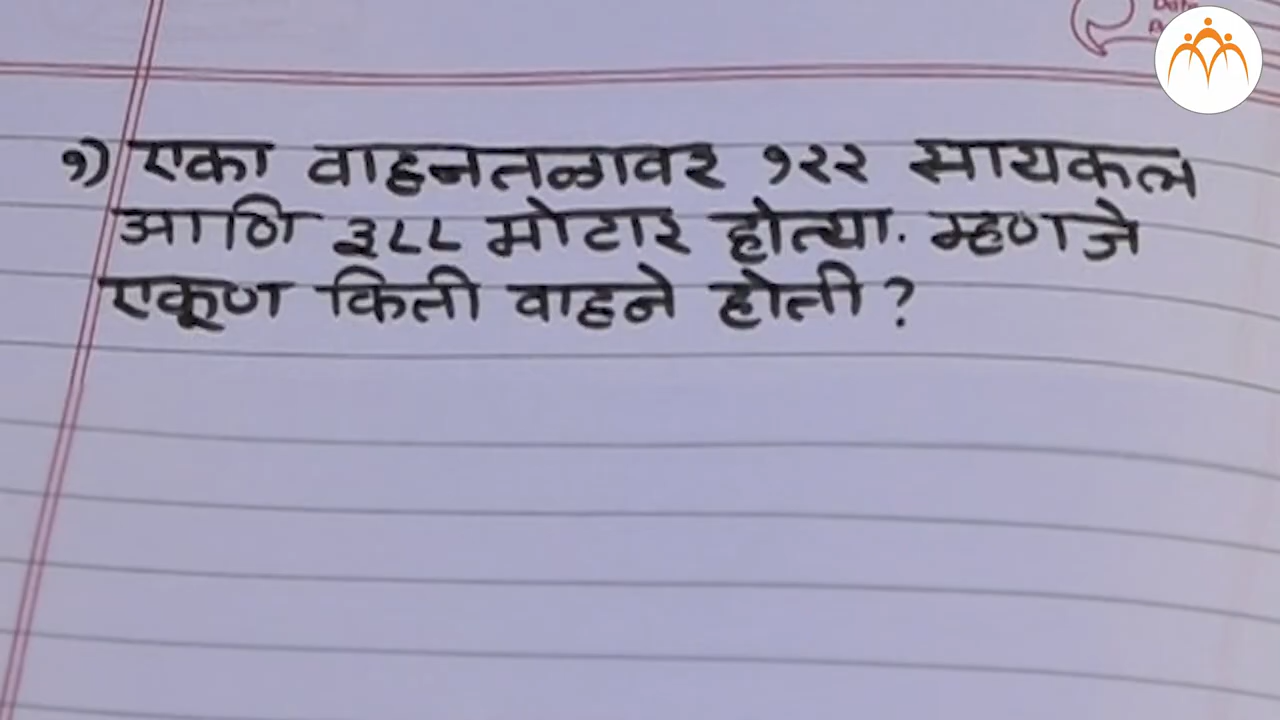 १) एका वाहनतळावर १२२ सायकल
आणि ३८८ मोटार होत्या. म्हणजे
एकूण किती वाहने होती ?